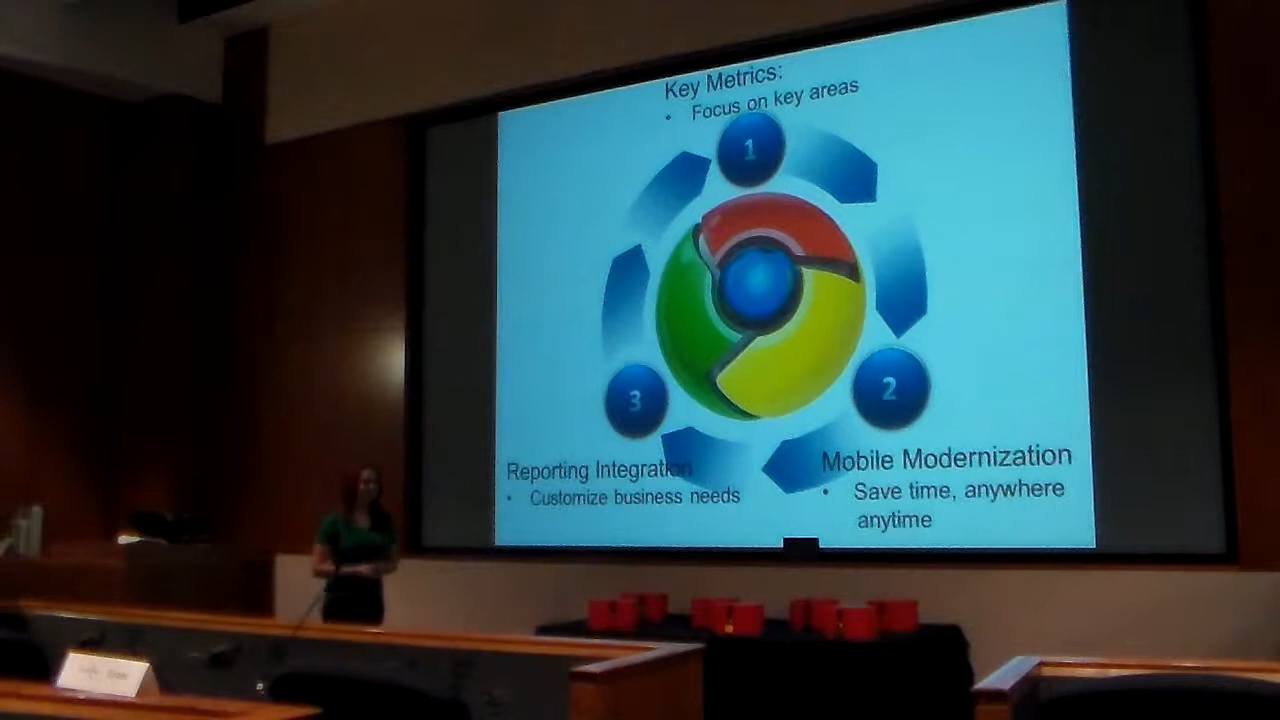 Key Metrics:
• Focus on key areas
1
2
3
Mobile Modernization
• Save time, anywhere
anytime
Reporting Integration
• Customize business needs